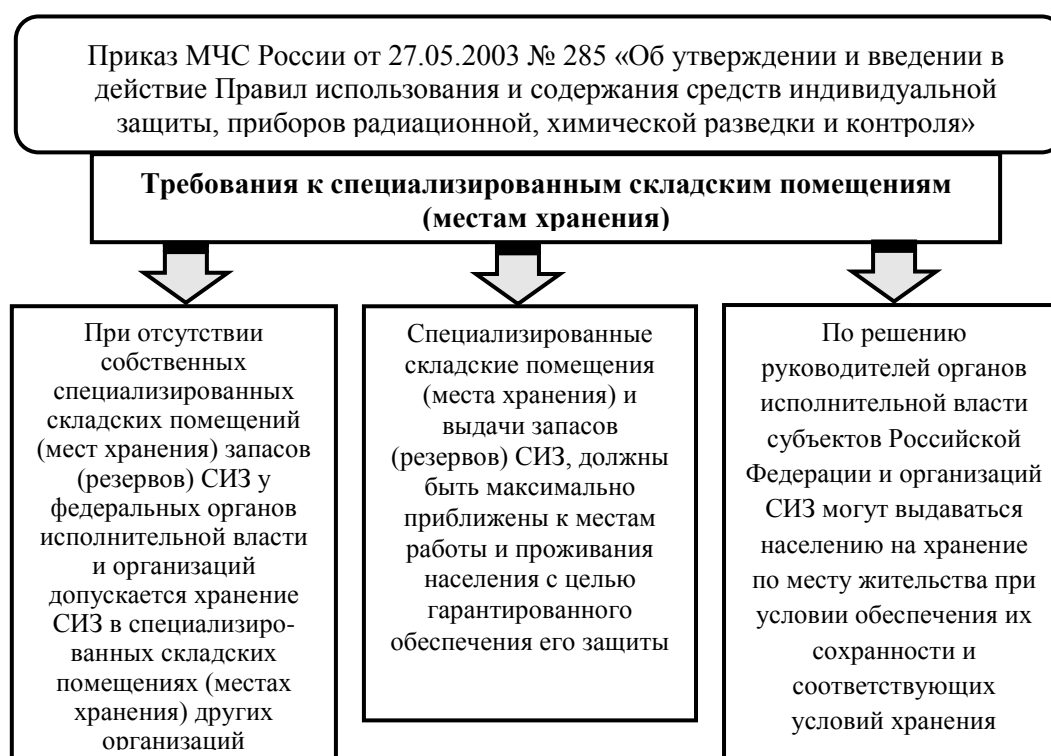 Приказ МЧС России от 27.05.2003 № 285 «Об утверждении и введении в
действие Правил использования и содержания средств индивидуальной
защиты, приборов радиационной, химической разведки и контроля»
Требования к специализированным складским помещениям
(местам хранения)
При отсутствии
собственных
специализированных
складских помещений
(мест хранения) запасов
(резервов) СИЗ у
федеральных органов
исполнительной власти
и организаций
допускается хранение
СИЗ в специализиро-
ванных складских
помещениях (местах
хранения) других
организаций
Специализированные
складские помещения
(места хранения) и
выдачи запасов
(резервов) СИЗ, должны
быть максимально
приближены к местам
работы и проживания
населения с целью
гарантированного
обеспечения его защиты
По решению
руководителей органов
исполнительной власти
субъектов Российской
Федерации и организаций
СИЗ могут выдаваться
населению на хранение
по месту жительства при
условии обеспечения их
сохранности и
соответствующих
условий хранения